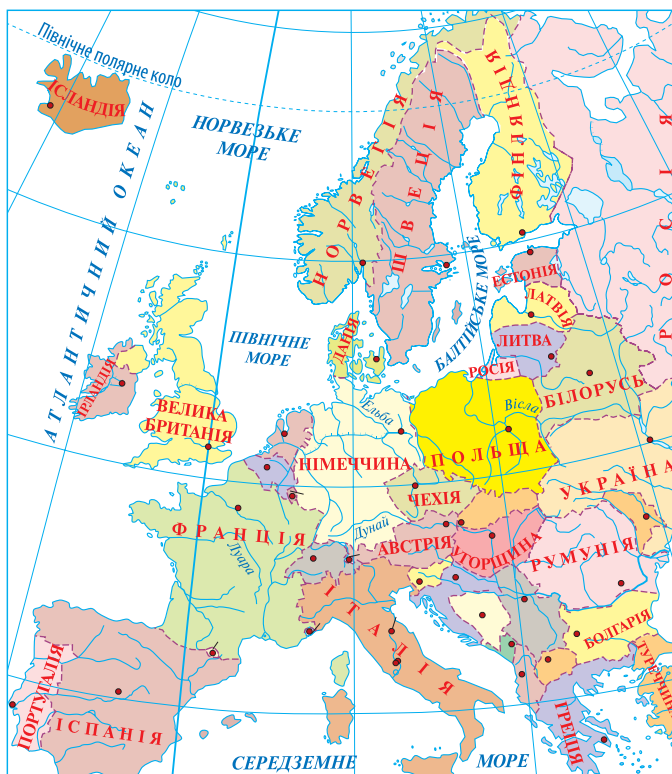 Північне полярне коло
ІСЛАНДІЯ
АТЛАНТИЧНИЙ ОКЕАН
НОРВЕЗЬКЕ
МОРЕ
НОРВЕГІЯ
ШВЕЦІЯ
ФІНЛЯНДІЯ
РОСІЯ
ЕСТОНІЯ
ЛАТВІЯ
ЛИТВА
РОСІЯ
БАЛТІЙСЬКЕ МОРЕ
ДАНІЯ
ПІВНІЧНЕ
МОРЕ
ІРЛАНДІЯ
ВЕЛИКА
БРИТАНІЯ
БІЛОРУСЬ
Ельба
Вісла
НІМЕЧЧИНА
ПОЛЬЩА
УКРАЇНА
ЧЕХІЯ
ФРАНЦІЯ
Луара
Дунай
АВСТРІЯ
УГОРЩИНА
РУМУНІЯ
ІТАЛІЯ
БОЛГАРІЯ
ТУРЕЧЧИНА
ПОРТУГАЛІЯ
ІСПАНІЯ
ГРЕЦІЯ
СЕРЕДЗЕМНЕ МОРЕ